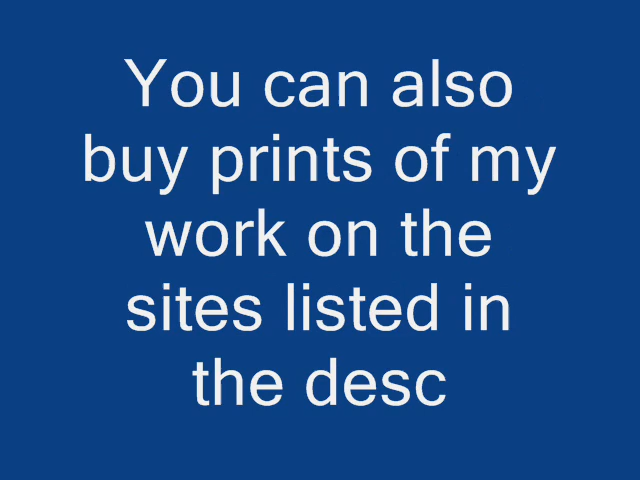 You can also
buy prints of my
work on the
sites listed in
the desc